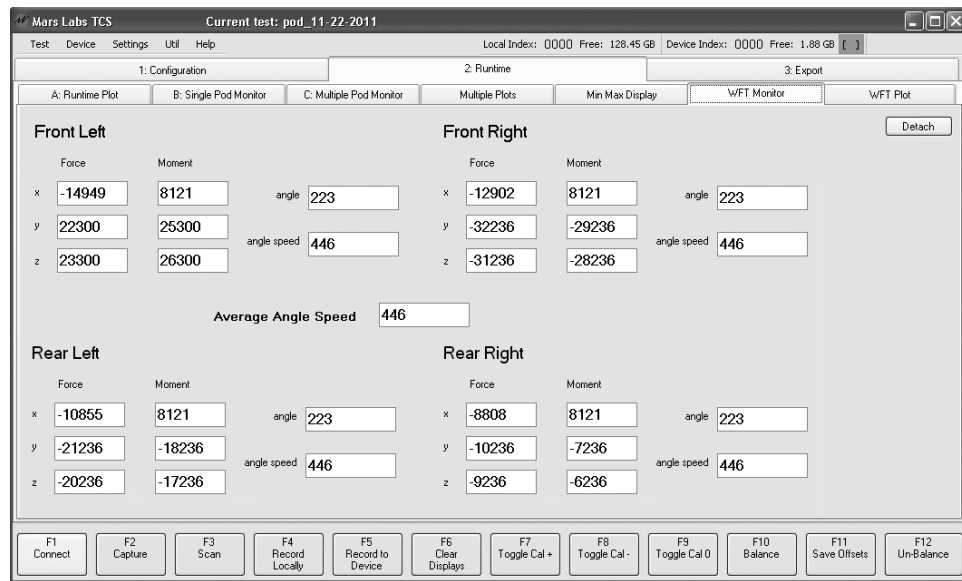 Mars Labs TCS Current test: pod_11-22-2011
Test Device Settings Util Help Local Index: 0000 Free: 128.45 GB Device Index: 0000 Free: 1.88 GB [ ]
1: Configuration 2: Runtime 3: Export
A: Runtime Plot B: Single Pod Monitor C: Multiple Pod Monitor Multiple Plots Min Max Display WFT Monitor WFT Plot
Detach
Front Left
Force Moment
x -14949 8121
angle 223
y 22300 25300
angle speed 446
z 23300 26300
Front Right
Force Moment
x -12902 8121
angle 223
y -32236 -29236
angle speed 446
z -31236 -28236
Average Angle Speed 446
Rear Left
Force Moment
x -10855 8121
angle 223
y -21236 -18236
angle speed 446
z -20236 -17236
Rear Right
Force Moment
x -8808 8121
angle 223
y -10236 -7236
angle speed 446
z -9236 -6236
F1
Connect
F2
Capture
F3
Scan
F4
Record
Locally
F5
Record to
Device
F6
Clear
Displays
F7
Toggle Cal +
F8
Toggle Cal -
F9
Toggle Cal 0
F10
Balance
F11
Save Offsets
F12
Un-Balance